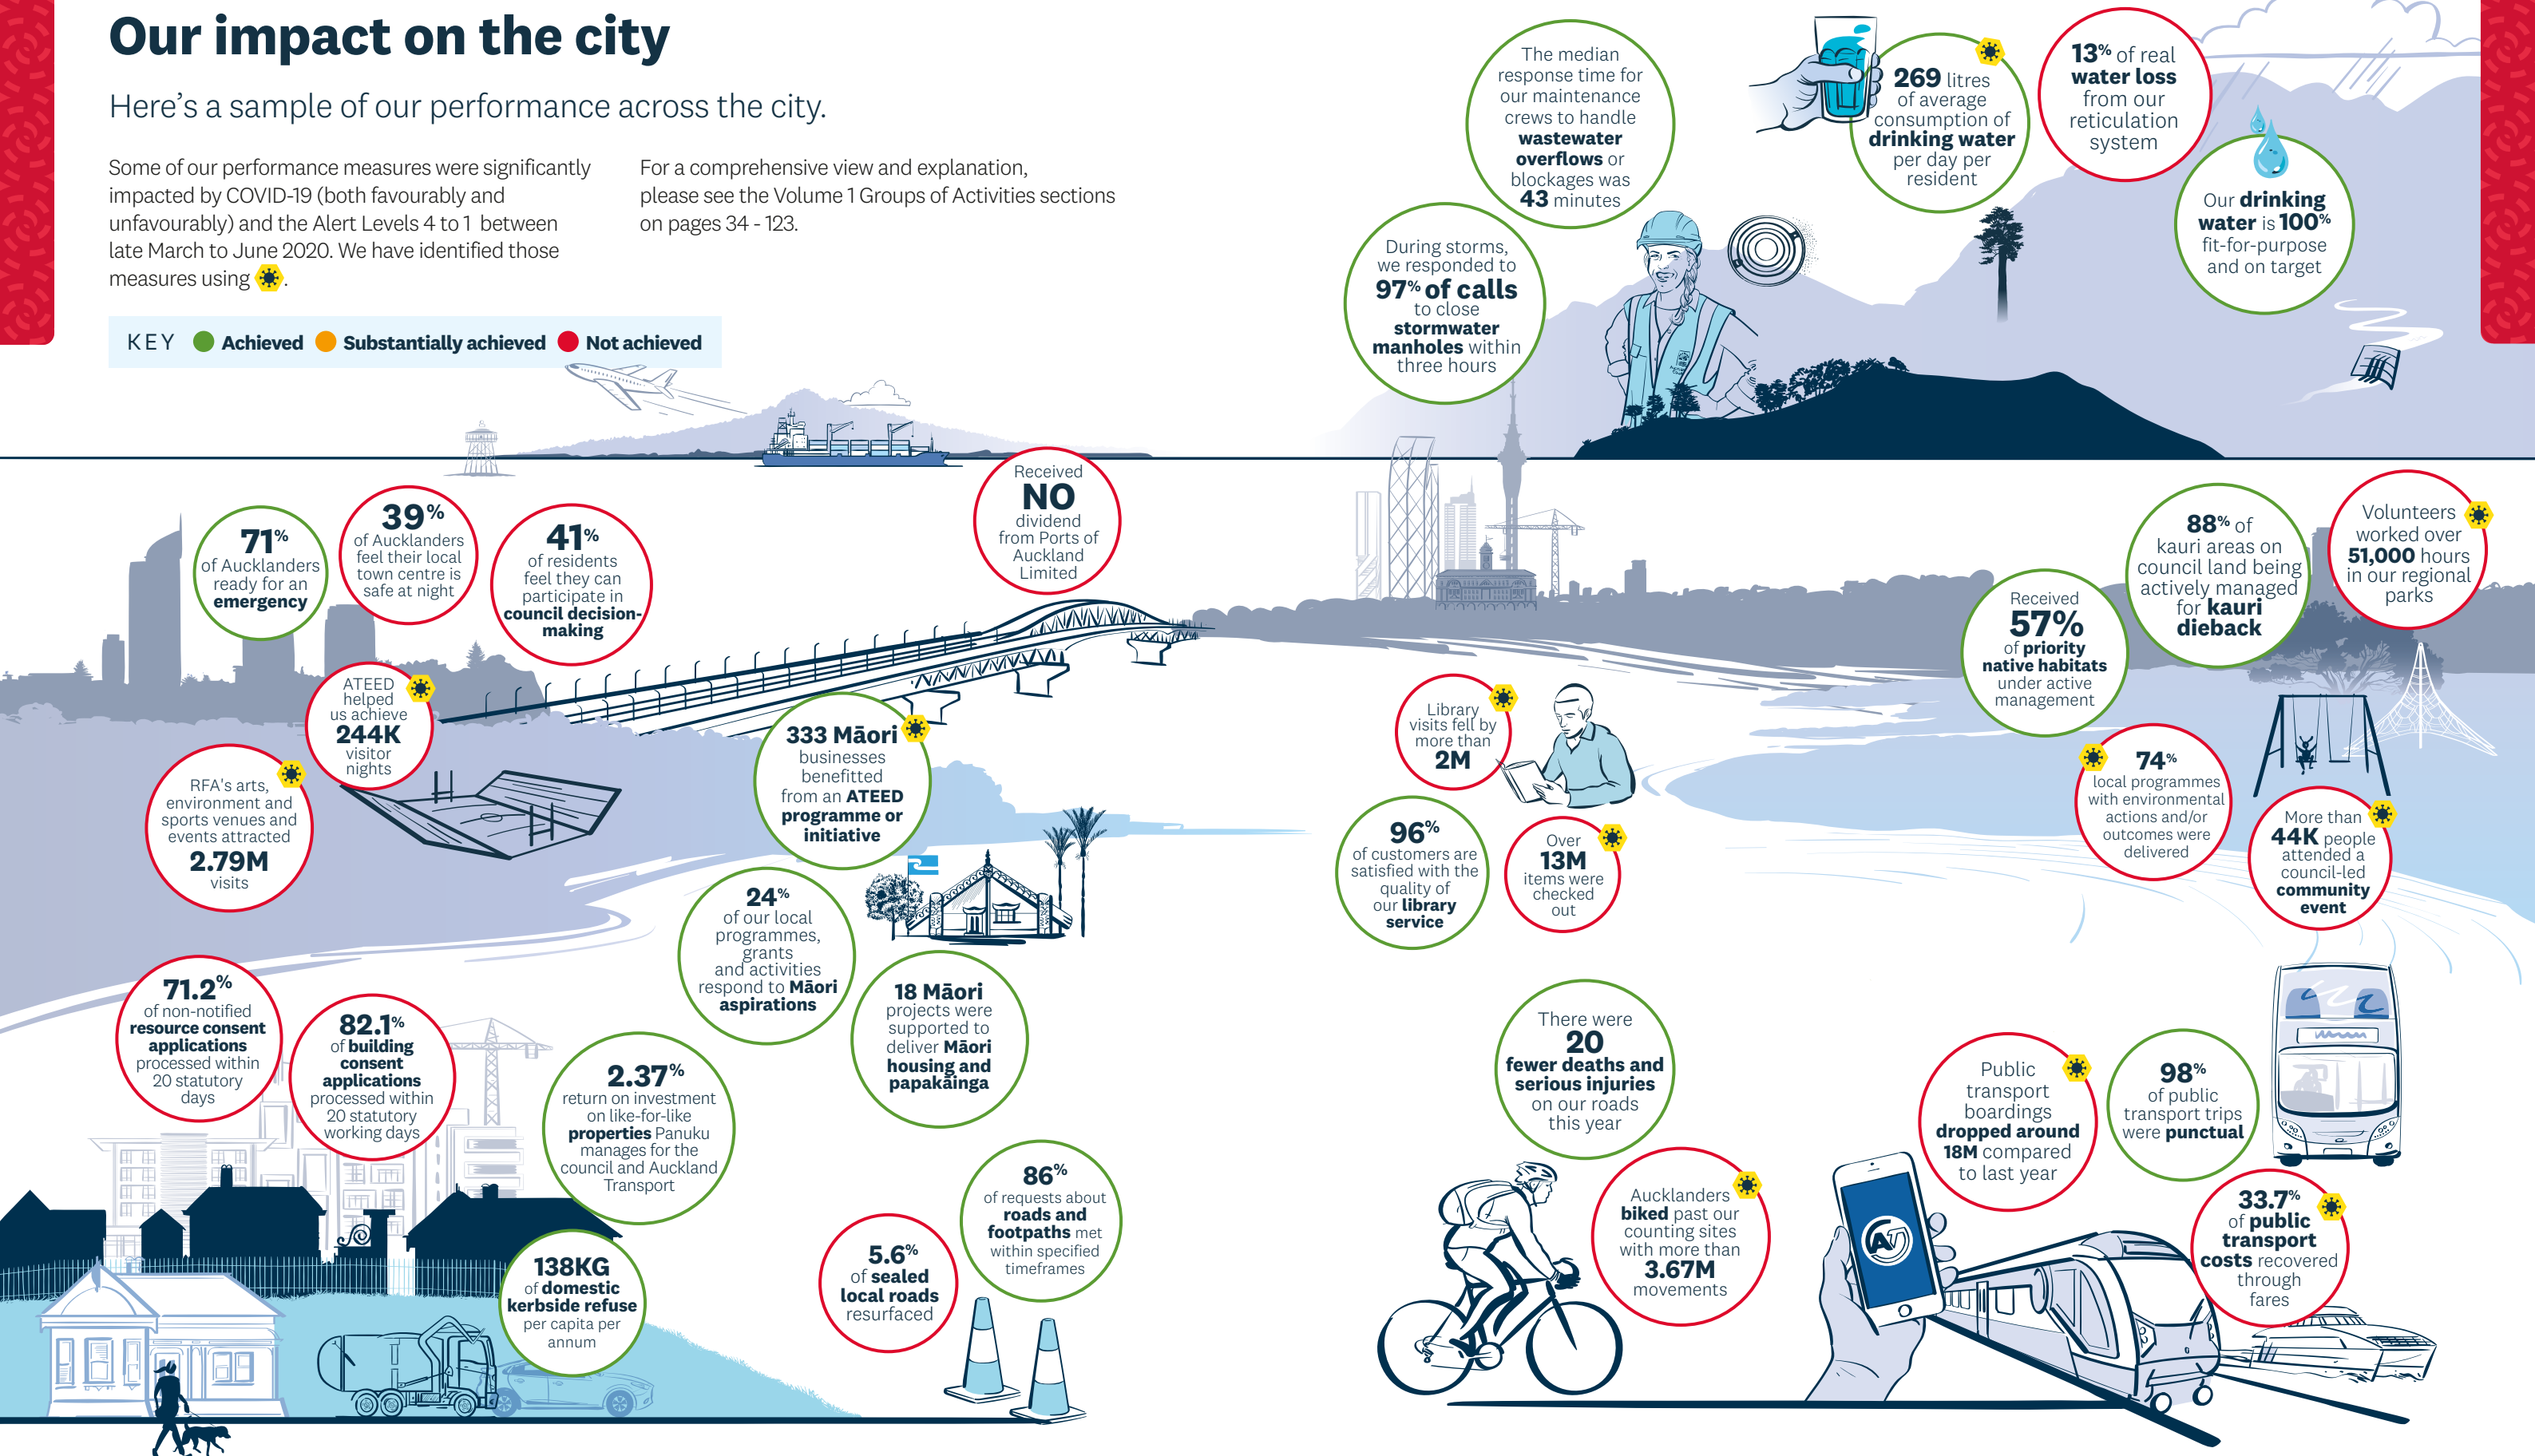 Our impact on the city
Here's a sample of our performance across the city.
Some of our performance measures were significantly
impacted by COVID-19 (both favourably and
unfavourably) and the Alert Levels 4 to 1 between
late March to June 2020. We have identified those
measures using .
For a comprehensive view and explanation,
please see the Volume 1 Groups of Activities sections
on pages 34 - 123.
KEY Achieved Substantially achieved Not achieved
The median
response time for
our maintenance
crews to handle
wastewater
overflows or
blockages was
43 minutes
269 litres
of average
consumption of
drinking water
per day per
resident
13% of real
water loss
from our
reticulation
system
Our drinking
water is 100%
fit-for-purpose
and on target
During storms,
we responded to
97% of calls
to close
stormwater
manholes within
three hours
71%
of Aucklanders
ready for an
emergency
39%
of Aucklanders
feel their local
town centre is
safe at night
41%
of residents
feel they can
participate in
council decision-
making
Received
NO
dividend
from Ports of
Auckland
Limited
ATEED
helped
us achieve
244K
visitor
nights
RFA's arts,
environment and
sports venues and
events attracted
2.79M
visits
333 Māori
businesses
benefitted
from an ATEED
programme or
initiative
24%
of our local
programmes,
grants
and activities
respond to Māori
aspirations
18 Māori
projects were
supported to
deliver Māori
housing and
papakāinga
71.2%
of non-notified
resource consent
applications
processed within
20 statutory
days
82.1%
of building
consent
applications
processed within
20 statutory
working days
2.37%
return on investment
on like-for-like
properties Panuku
manages for the
council and Auckland
Transport
138KG
of domestic
kerbside refuse
per capita per
annum
5.6%
of sealed
local roads
resurfaced
86%
of requests about
roads and
footpaths met
within specified
timeframes
Library
visits fell by
more than
2M
96%
of customers are
satisfied with the
quality of
our library
service
Over
13M
items were
checked
out
Received
57%
of priority
native habitats
under active
management
88% of
kauri areas on
council land being
actively managed
for kauri
dieback
Volunteers
worked over
51,000 hours
in our regional
parks
74%
local programmes
with environmental
actions and/or
outcomes were
delivered
More than
44K people
attended a
council-led
community
event
There were
20
fewer deaths and
serious injuries
on our roads
this year
Aucklanders
biked past our
counting sites
with more than
3.67M
movements
Public
transport
boardings
dropped around
18M compared
to last year
98%
of public
transport trips
were punctual
33.7%
of public
transport
costs recovered
through
fares
AT